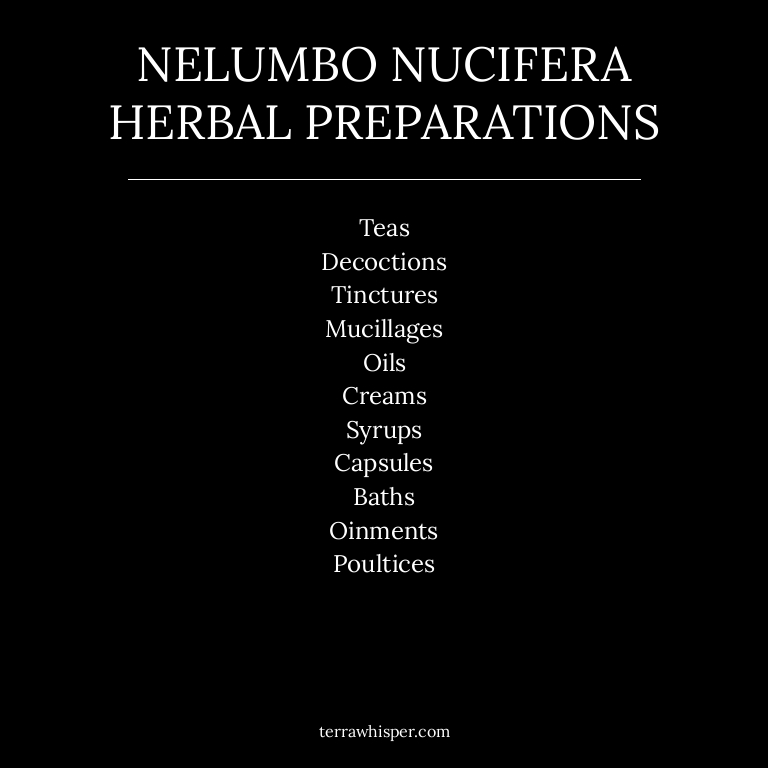 NELUMBO NUCIFERA
HERBAL PREPARATIONS
Teas
Decoctions
Tinctures
Mucillages
Oils
Creams
Syrups
Capsules
Baths
Oinments
Poultices
terrawhisper.com